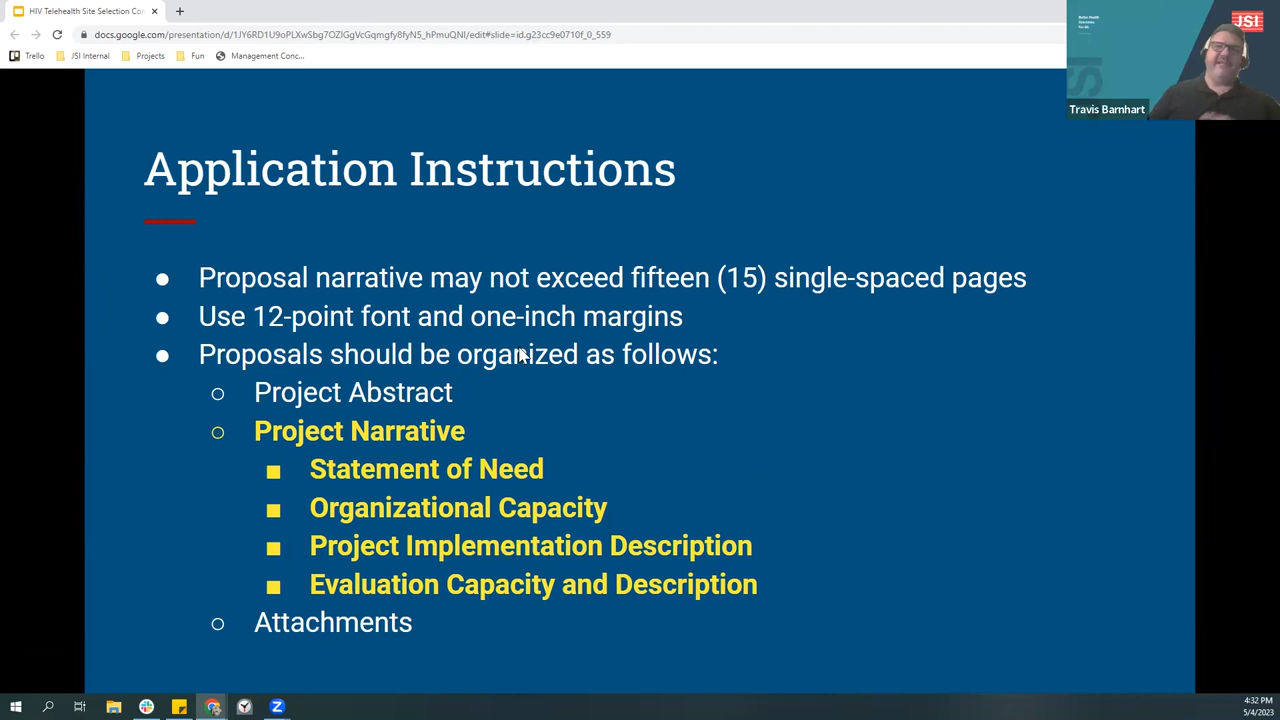 HIV Telehealth Site Selection Co
docs.google.com/presentation/d/1JY6RD1U9oPLXwSbg7OZIGgVcGqmefy8fyN5_hPmuQNI/edit#slide=id.g23cc9e0710f_0_559
Trello
JSI Internal
Projects
Fun
Management Conc...
JSI
Travis Barnhart
Application Instructions
● Proposal narrative may not exceed fifteen (15) single-spaced pages
● Use 12-point font and one-inch margins
● Proposals should be organized as follows:
○ Project Abstract
○ Project Narrative
■ Statement of Need
■ Organizational Capacity
■ Project Implementation Description
■ Evaluation Capacity and Description
○ Attachments
4:32 PM
5/4/2023